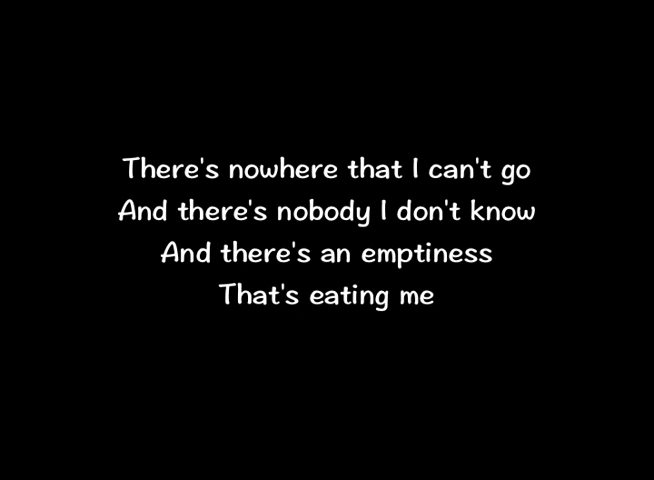 There's nowhere that I can't go
And there's nobody I don't know
And there's an emptiness
That's eating me